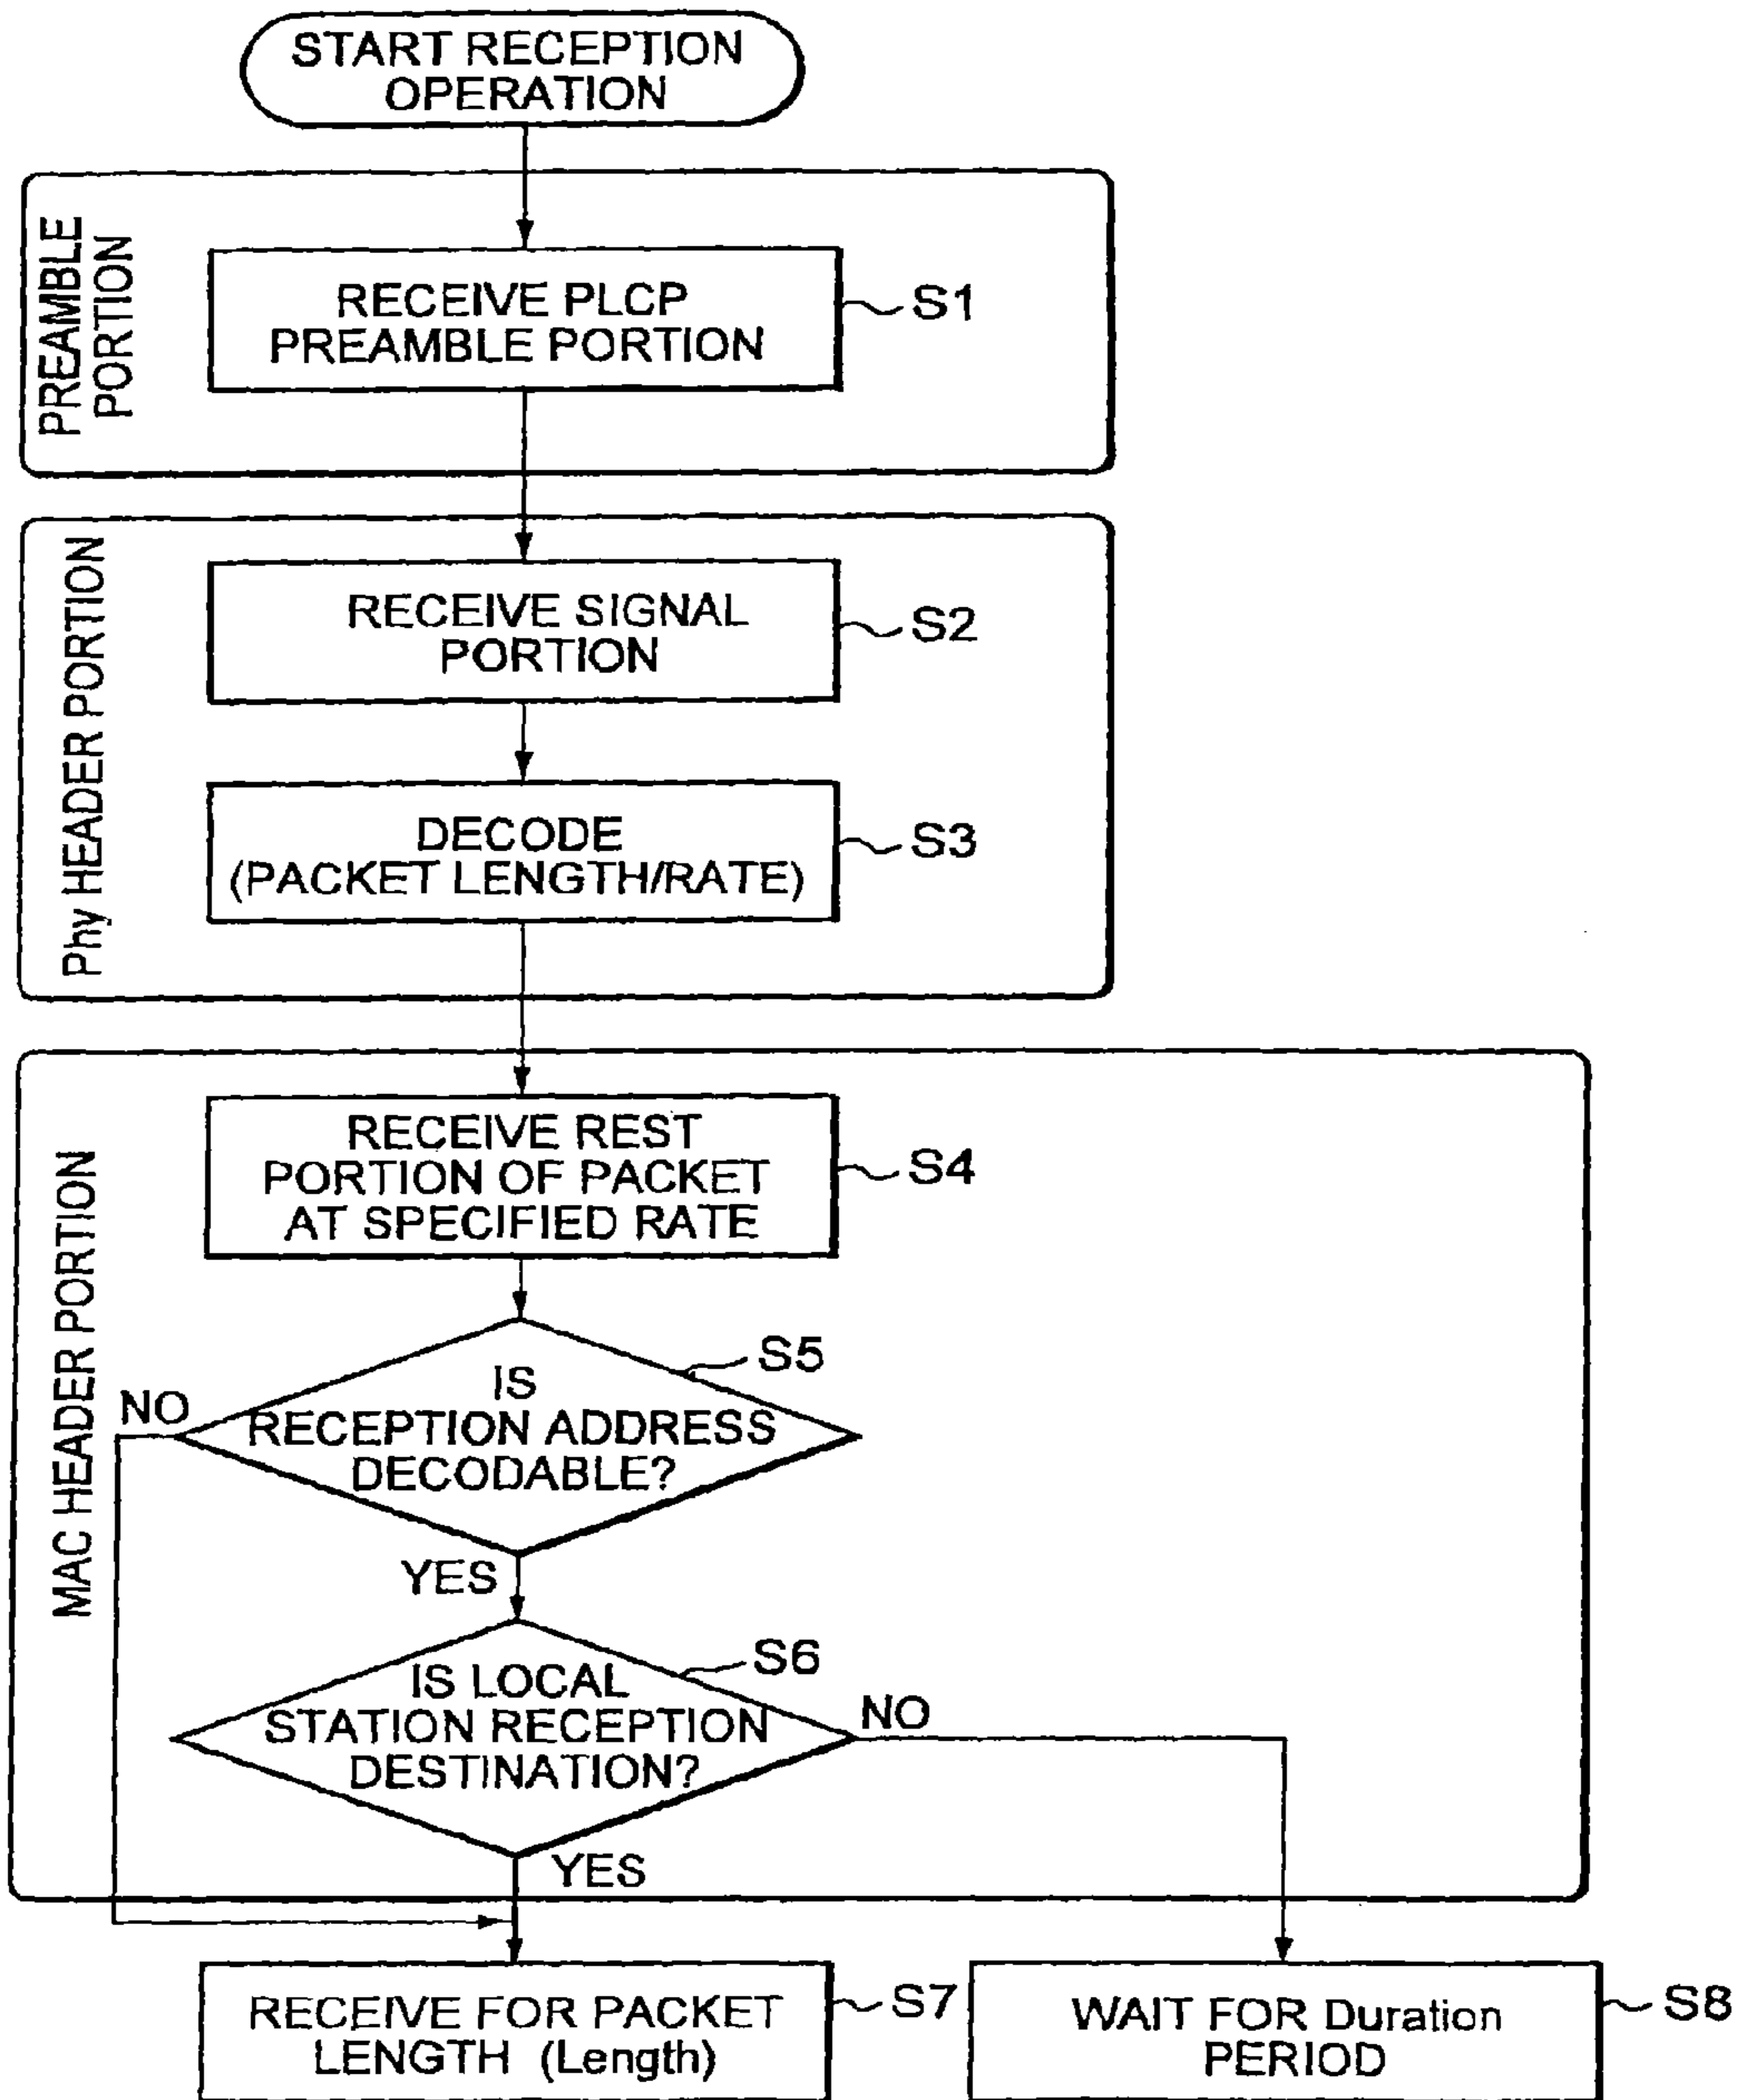 START RECEPTION
OPERATION
PREAMBLE
PORTION
RECEIVE PLCP
PREAMBLE PORTION
S1
Phy HEADER PORTION
RECEIVE SIGNAL
PORTION
S2
DECODE
(PACKET LENGTH/RATE)
S3
MAC HEADER PORTION
RECEIVE REST
PORTION OF PACKET
AT SPECIFIED RATE
S4
IS
RECEPTION ADDRESS
DECODABLE?
S5
NO
YES
IS LOCAL
STATION RECEPTION
DESTINATION?
S6
NO
YES
RECEIVE FOR PACKET
LENGTH (Length)
S7
WAIT FOR Duration
PERIOD
S8